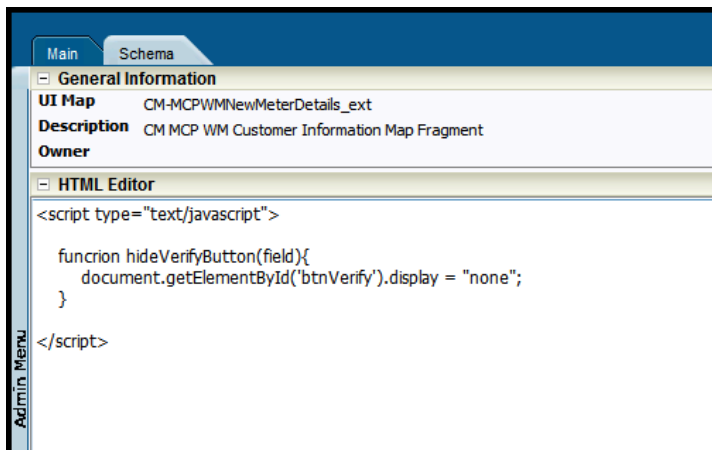 Main Schema
General Information
UI Map CM-MCPWMNewMeterDetails_ext
Description CM MCP WM Customer Information Map Fragment
Owner
HTML Editor
<script type="text/javascript">
funcrion hideVerifyButton(field){
document.getElementById('btnVerify').display = "none";
}
</script>
Admin Menu